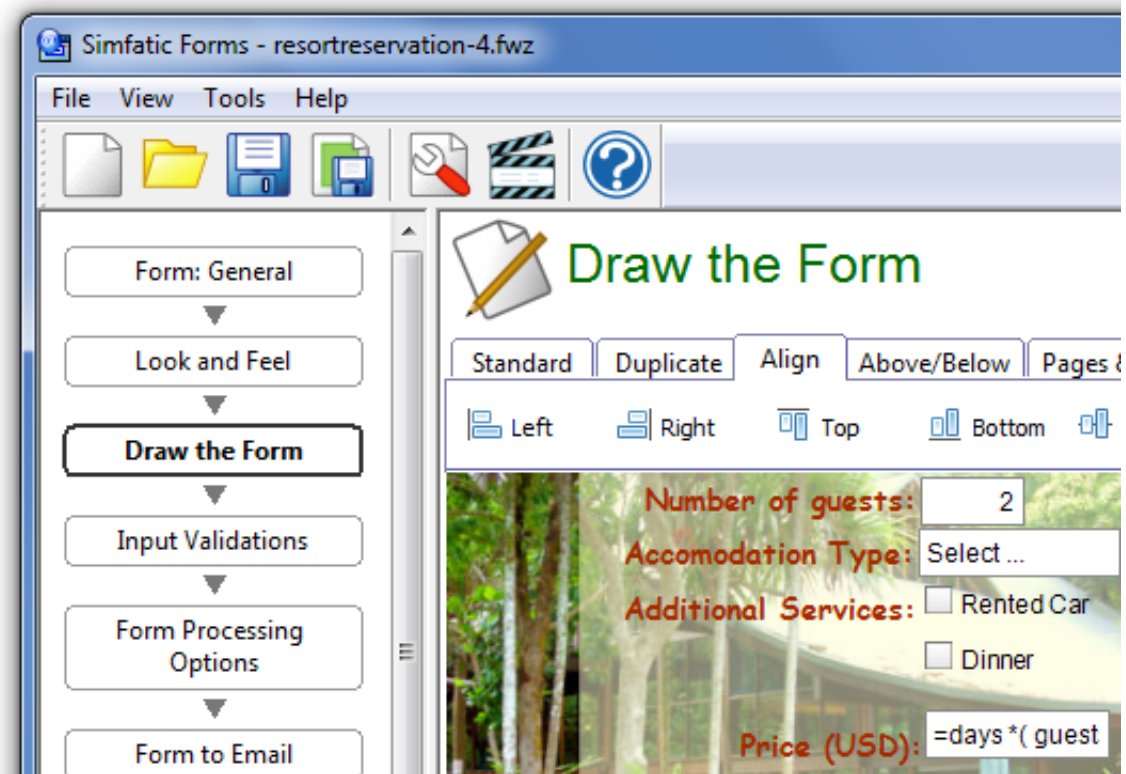 Simfatic Forms - resortreservation-4.fwz
File View Tools Help
Form: General
Look and Feel
Draw the Form
Input Validations
Form Processing
Options
Form to Email
Draw the Form
Standard Duplicate Align Above/Below Pages &
Left Right Top Bottom
Number of guests: 2
Accomodation Type: Select ...
Additional Services: Rented Car
Dinner
Price (USD): =days *( guest